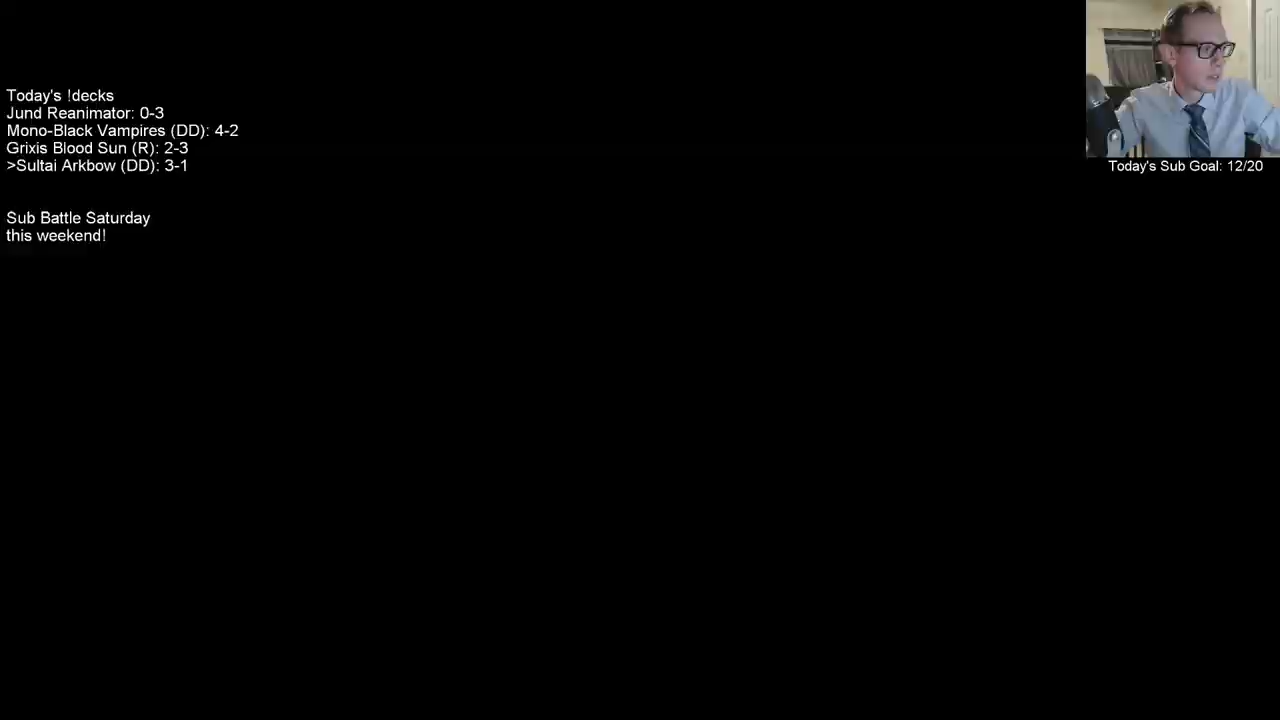 Today's !decks
Jund Reanimator: 0-3
Mono-Black Vampires (DD): 4-2
Grixis Blood Sun (R): 2-3
>Sultai Arkbow (DD): 3-1
Sub Battle Saturday
this weekend!
Today's Sub Goal: 12/20